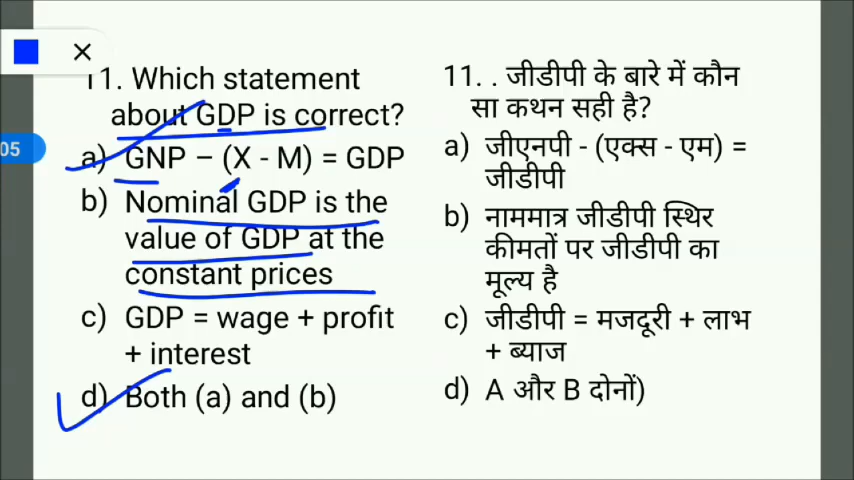 11. Which statement
about GDP is correct?
a) GNP – (X - M) = GDP
b) Nominal GDP is the
value of GDP at the
constant prices
c) GDP = wage + profit
+ interest
d) Both (a) and (b)
11. . जीडीपी के बारे में कौन
सा कथन सही है?
a) जीएनपी - (एक्स - एम) =
जीडीपी
b) नाममात्र जीडीपी स्थिर
कीमतों पर जीडीपी का
मूल्य है
c) जीडीपी = मजदूरी + लाभ
+ ब्याज
d) A और B दोनों)
05